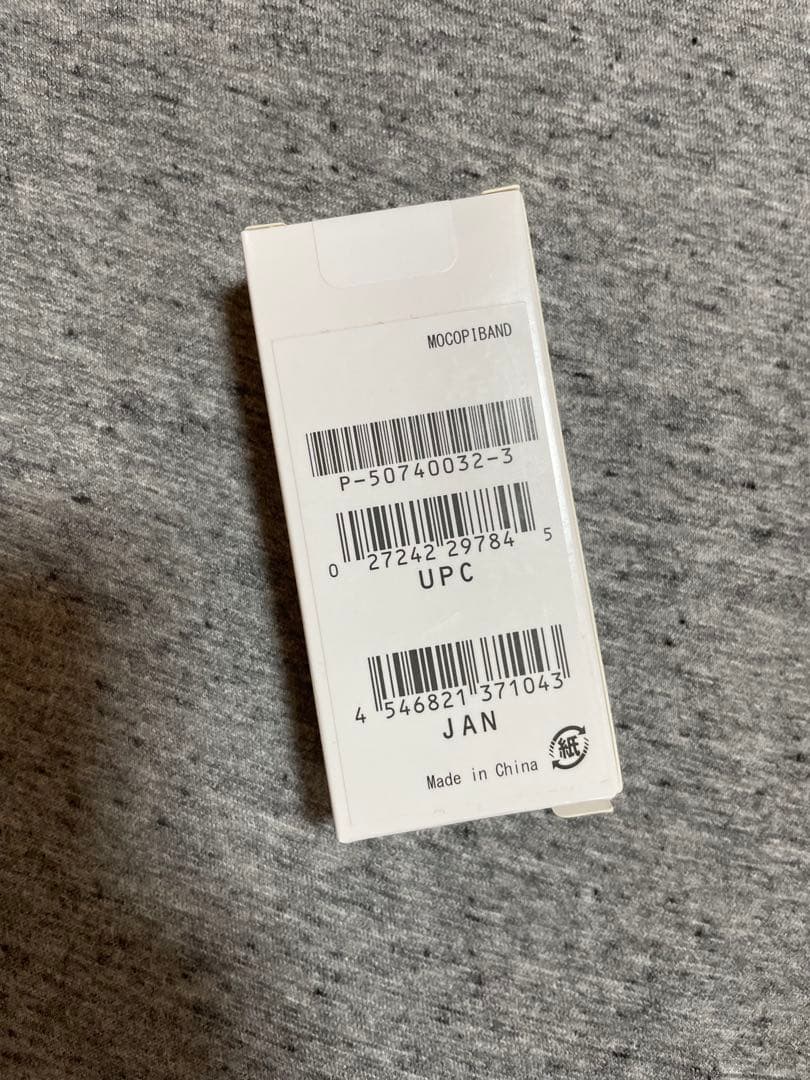 MOCOPIBAND
P-50740032-3
0 27242 29784 5
UPC
4 546821 371043
JAN
紙
Made in China